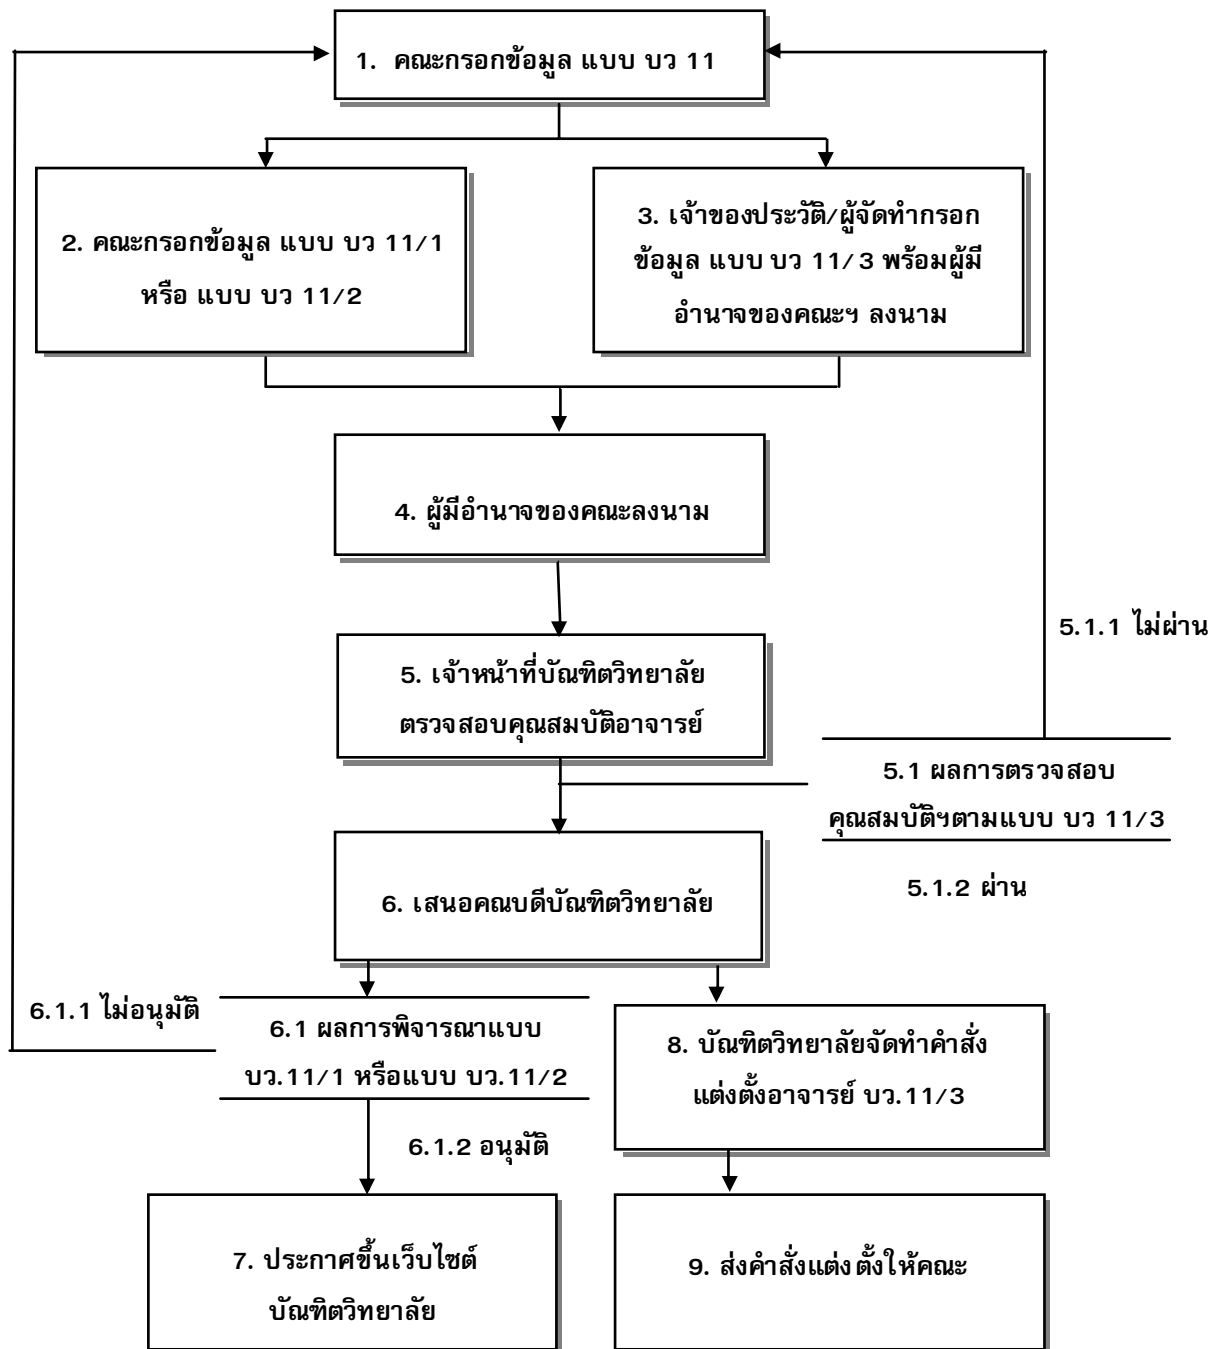 1. คณะกรอกข้อมูล แบบ บว 11
2. คณะกรอกข้อมูล แบบ บว 11/1
หรือ แบบ บว 11/2
3. เจ้าของประวัติ/ผู้จัดทำกรอก
ข้อมูล แบบ บว 11/3 พร้อมผู้มี
อำนาจของคณะฯ ลงนาม
4. ผู้มีอำนาจของคณะลงนาม
5. เจ้าหน้าที่บัณฑิตวิทยาลัย
ตรวจสอบคุณสมบัติอาจารย์
5.1.1 ไม่ผ่าน
5.1 ผลการตรวจสอบ
คุณสมบัติฯตามแบบ บว 11/3
5.1.2 ผ่าน
6. เสนอคณบดีบัณฑิตวิทยาลัย
6.1.1 ไม่อนุมัติ
6.1 ผลการพิจารณาแบบ
บว.11/1 หรือแบบ บว.11/2
6.1.2 อนุมัติ
8. บัณฑิตวิทยาลัยจัดทำคำสั่ง
แต่งตั้งอาจารย์ บว.11/3
7. ประกาศขึ้นเว็บไซต์
บัณฑิตวิทยาลัย
9. ส่งคำสั่งแต่งตั้งให้คณะ